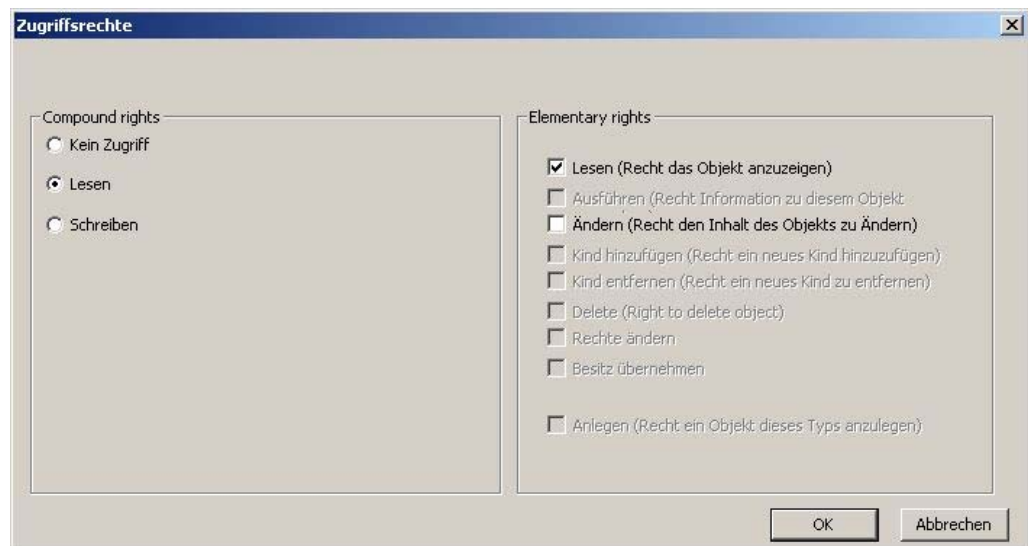 Zugriffsrechte
Compound rights
Kein Zugriff
Lesen
Schreiben
Elementary rights
Lesen (Recht das Objekt anzuzeigen)
Ausführen (Recht Information zu diesem Objekt
Ändern (Recht den Inhalt des Objekts zu Ändern)
Kind hinzufügen (Recht ein neues Kind hinzuzufügen)
Kind entfernen (Recht ein neues Kind zu entfernen)
Delete (Right to delete object)
Rechte ändern
Besitz übernehmen
Anlegen (Recht ein Objekt dieses Typs anzulegen)
OK
Abbrechen